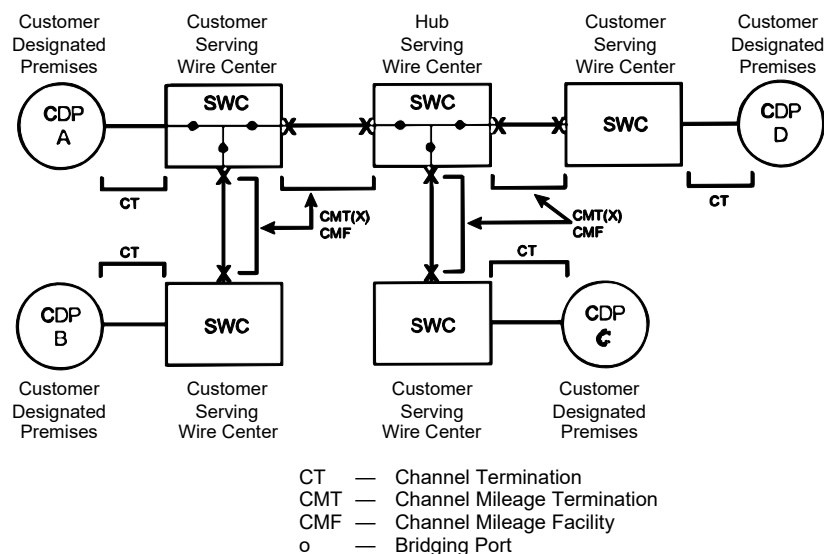 Customer
Designated
Premises
Customer
Serving
Wire Center
Hub
Serving
Wire Center
Customer
Serving
Wire Center
Customer
Designated
Premises
CDP
A
SWC
SWC
SWC
CDP
D
CT
CMT(X)
CMF
CMT(X)
CMF
CT
CT
CT
CDP
B
SWC
SWC
CDP
C
Customer
Designated
Premises
Customer
Serving
Wire Center
Customer
Serving
Wire Center
Customer
Designated
Premises
CT — Channel Termination
CMT — Channel Mileage Termination
CMF — Channel Mileage Facility
o — Bridging Port